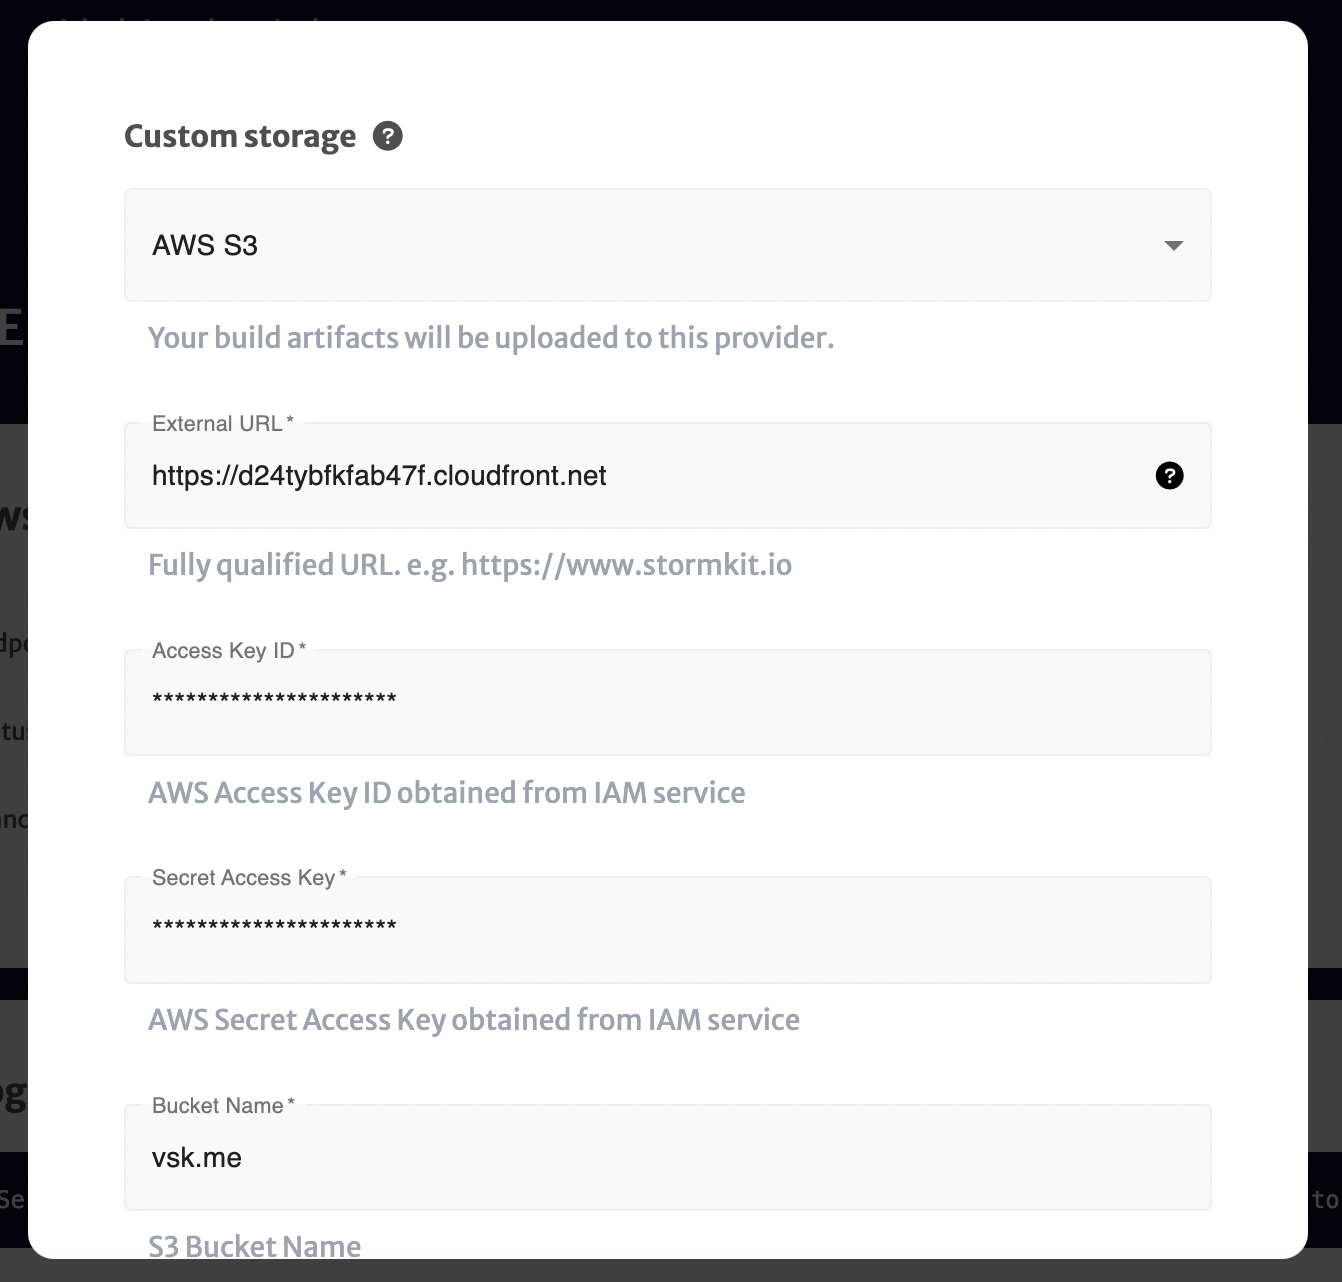 Custom storage ?
AWS S3
Your build artifacts will be uploaded to this provider.
External URL *
https://d24tybfkfab47f.cloudfront.net ?
Fully qualified URL. e.g. https://www.stormkit.io
Access Key ID *
**********************
AWS Access Key ID obtained from IAM service
Secret Access Key *
**********************
AWS Secret Access Key obtained from IAM service
Bucket Name *
vsk.me
Se
to
S3 Bucket Name